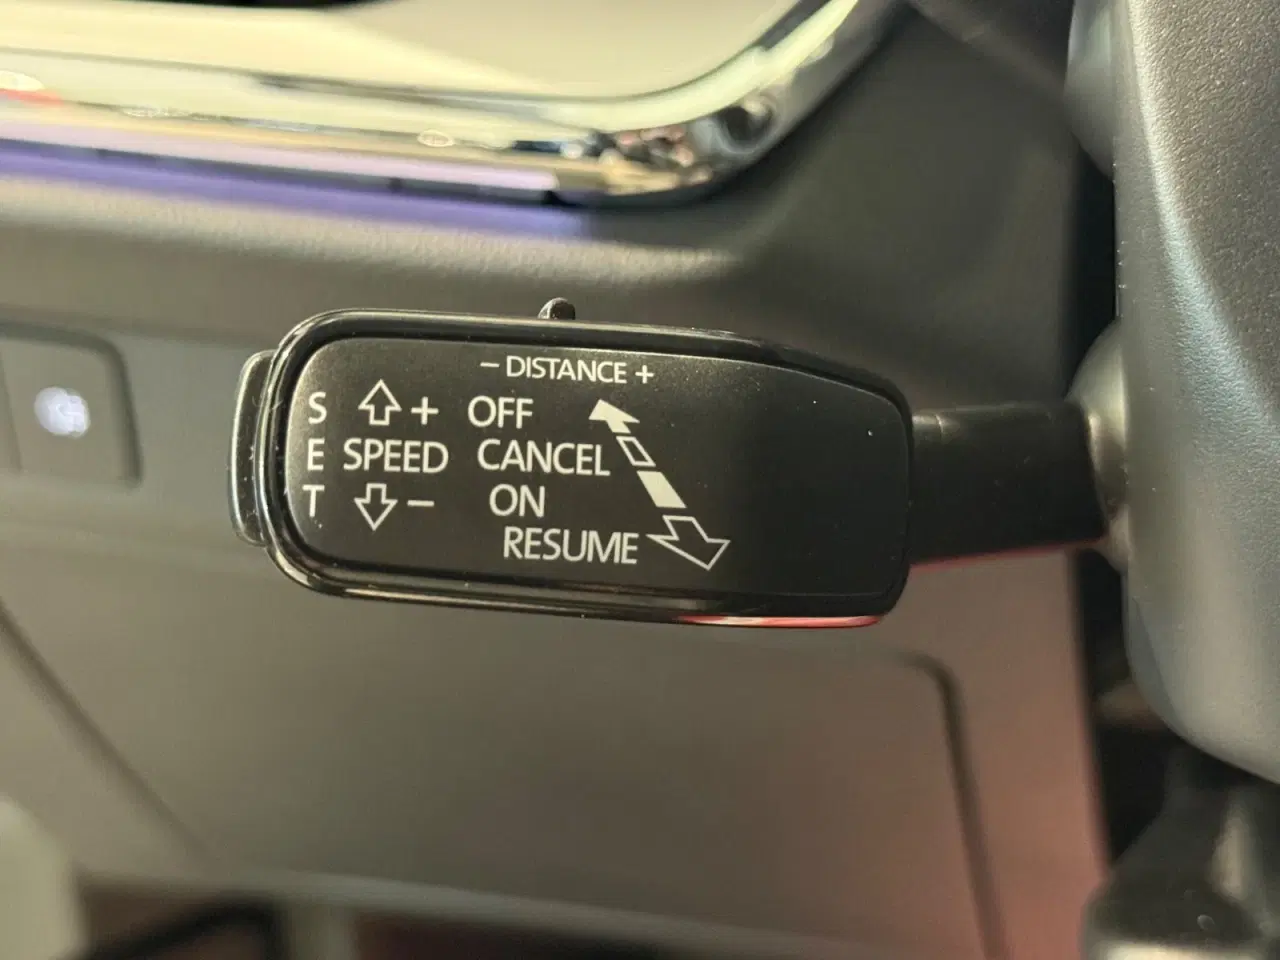 − DISTANCE +
S + OFF
E SPEED CANCEL
T − ON
RESUME